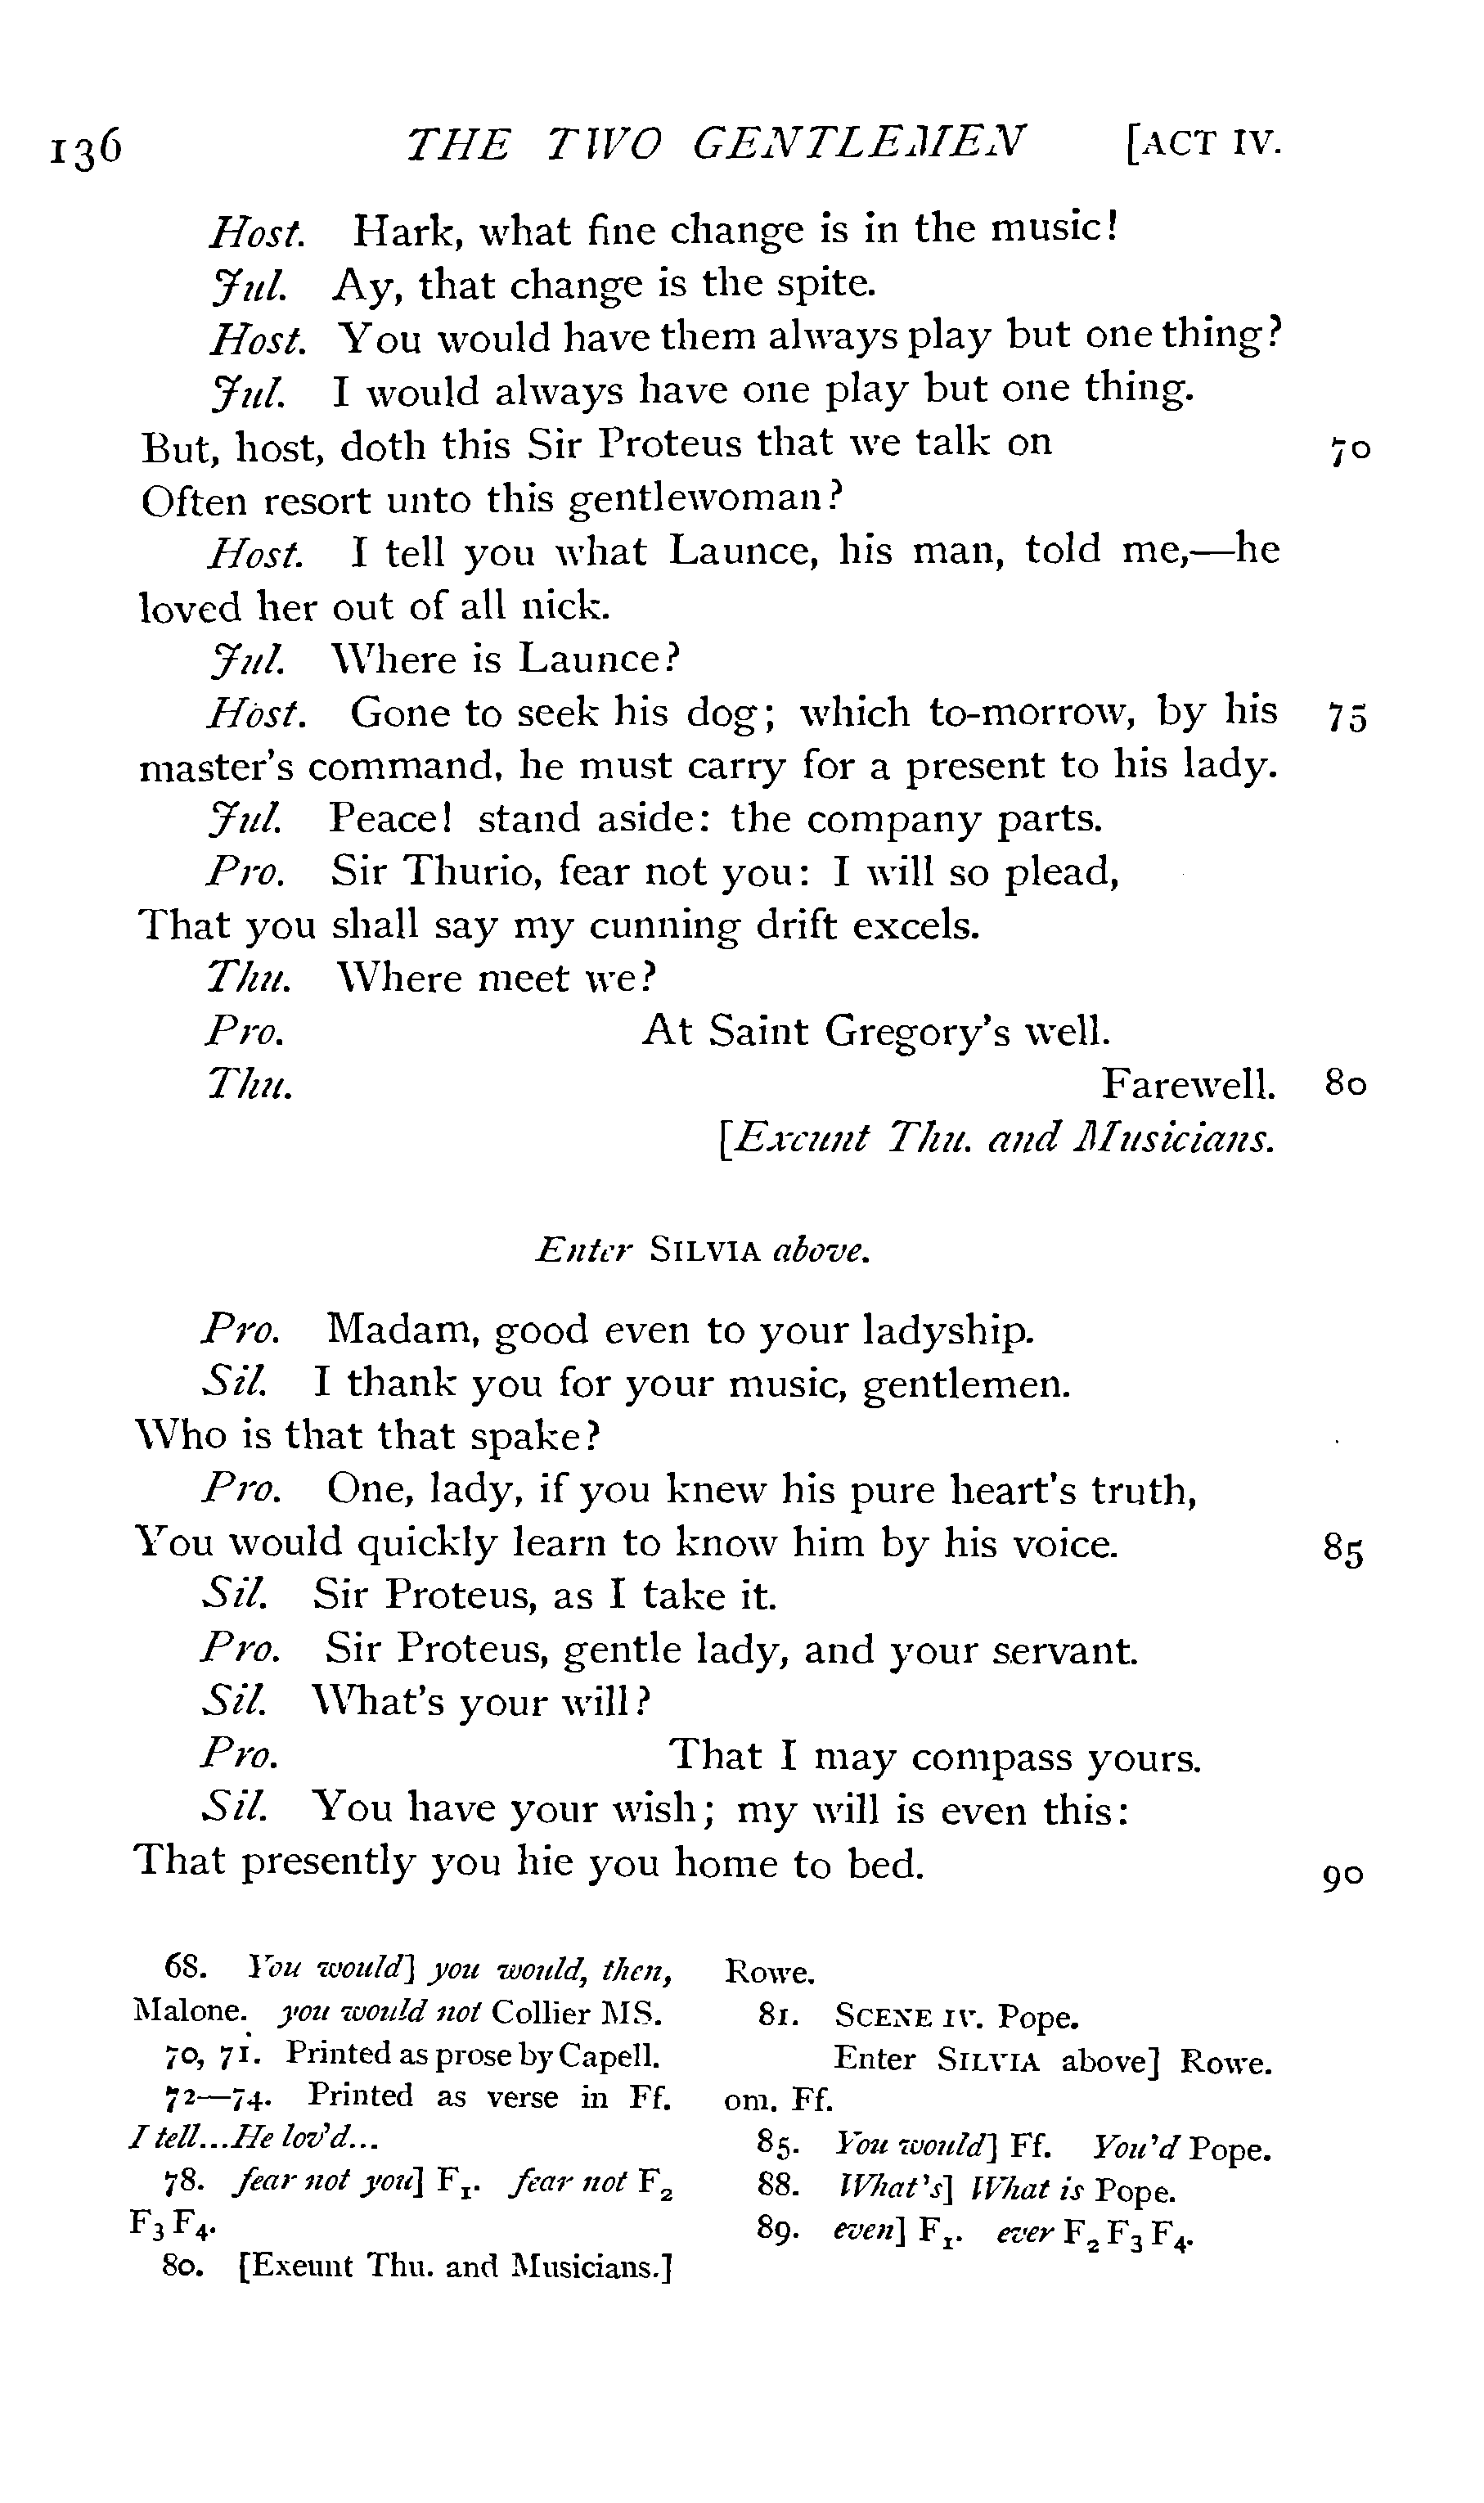 136 THE TWO GENTLEMEN [ACT IV.
Host. Hark, what fine change is in the music!
Jul. Ay, that change is the spite.
Host. You would have them always play but one thing?
Jul. I would always have one play but one thing.
But, host, doth this Sir Proteus that we talk on 70
Often resort unto this gentlewoman?
Host. I tell you what Launce, his man, told me,—he
loved her out of all nick.
Jul. Where is Launce?
Host. Gone to seek his dog; which to-morrow, by his 75
master's command, he must carry for a present to his lady.
Jul. Peace! stand aside: the company parts.
Pro. Sir Thurio, fear not you: I will so plead,
That you shall say my cunning drift excels.
Thu. Where meet we?
Pro. At Saint Gregory's well.
Thu. Farewell. 80
[Exeunt Thu. and Musicians.
Enter SILVIA above.
Pro. Madam, good even to your ladyship.
Sil. I thank you for your music, gentlemen.
Who is that that spake?
Pro. One, lady, if you knew his pure heart's truth,
You would quickly learn to know him by his voice. 85
Sil. Sir Proteus, as I take it.
Pro. Sir Proteus, gentle lady, and your servant.
Sil. What's your will?
Pro. That I may compass yours.
Sil. You have your wish; my will is even this:
That presently you hie you home to bed. 90
68. You would] you would, then,
Malone. you would not Collier MS.
70, 71. Printed as prose by Capell.
72—74. Printed as verse in Ff.
I tell...He lov'd...
78. fear not you] F1. fear not F2
F3 F4.
80. [Exeunt Thu. and Musicians.]
Rowe.
81. SCENE IV. Pope.
Enter SILVIA above] Rowe.
om. Ff.
85. You would] Ff. You'd Pope.
88. What's] What is Pope.
89. even] F1. ever F2 F3 F4.